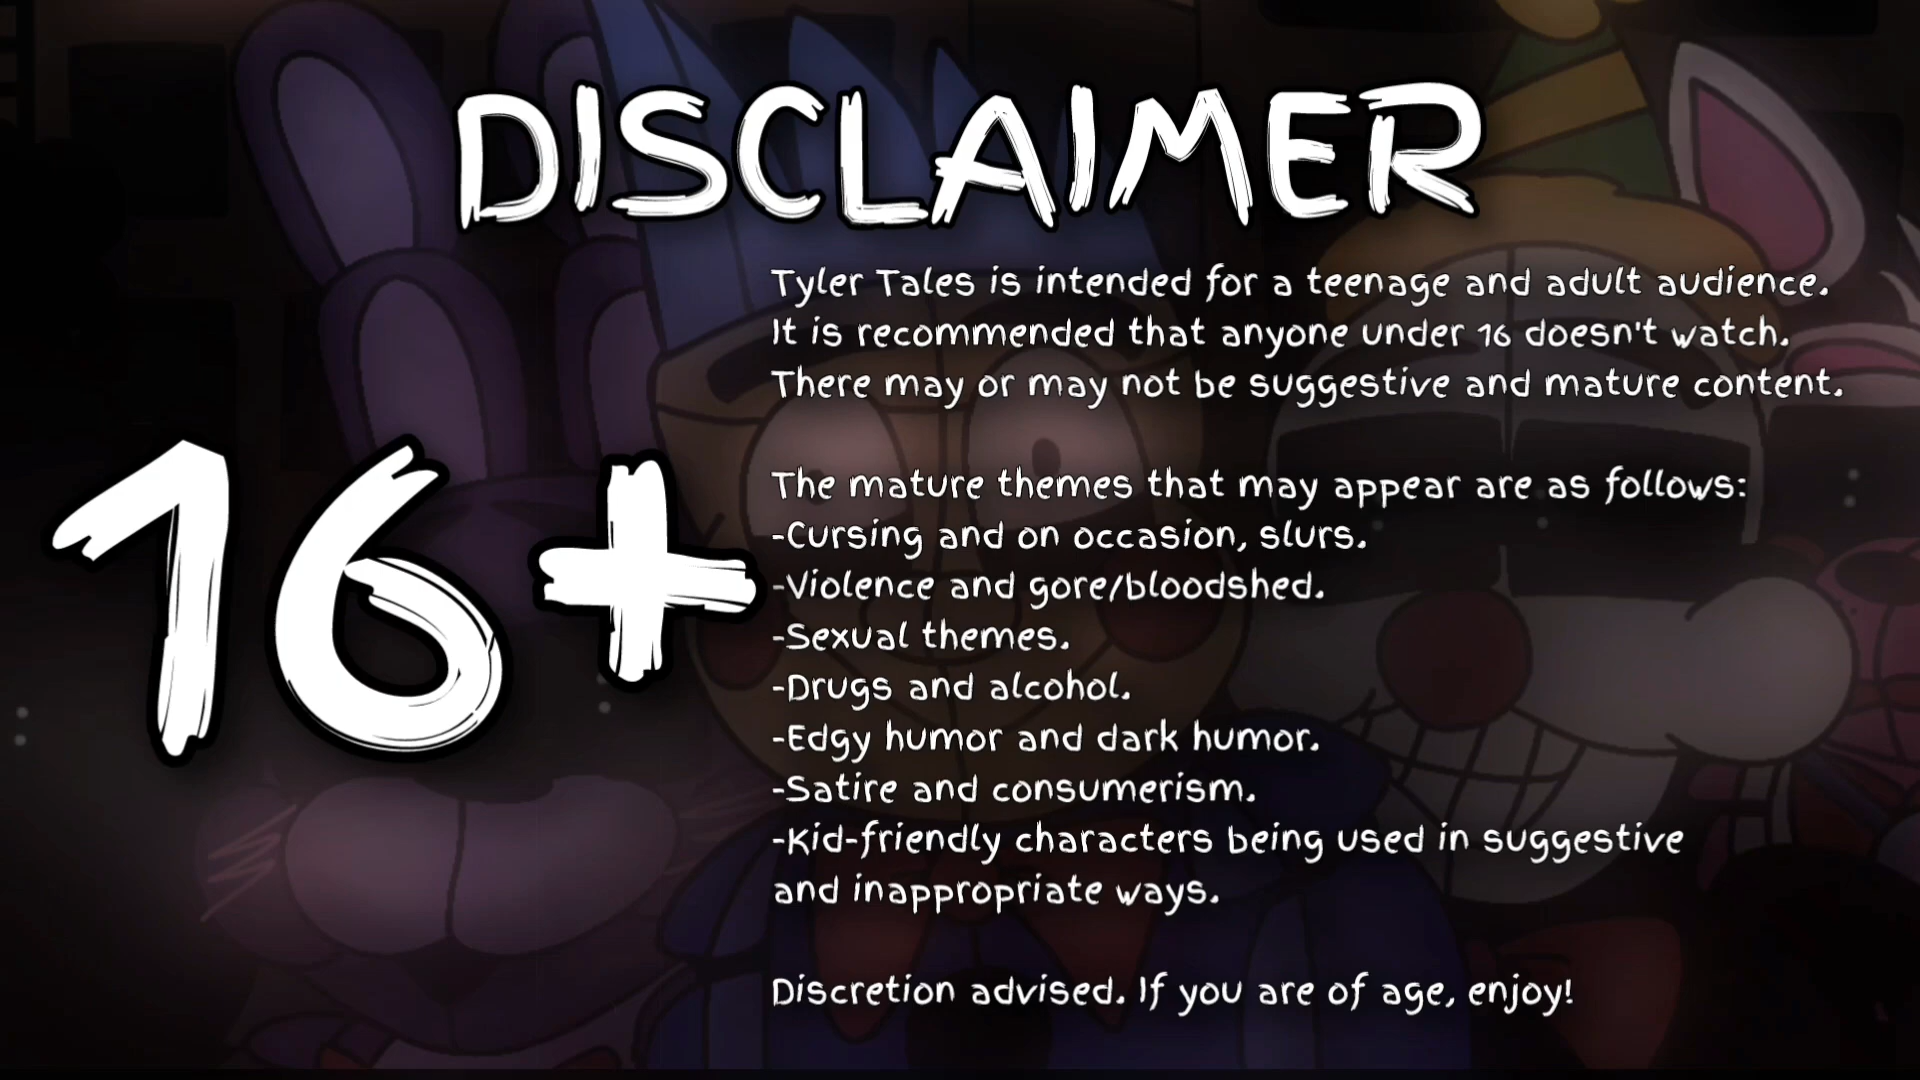 DISCLAIMER
16+
Tyler Tales is intended for a teenage and adult audience.
It is recommended that anyone under 16 doesn't watch.
There may or may not be suggestive and mature content.
The mature themes that may appear are as follows:
-Cursing and on occasion, slurs.
-Violence and gore/bloodshed.
-Sexual themes.
-Drugs and alcohol.
-Edgy humor and dark humor.
-Satire and consumerism.
-Kid-friendly characters being used in suggestive
and inappropriate ways.
Discretion advised. If you are of age, enjoy!